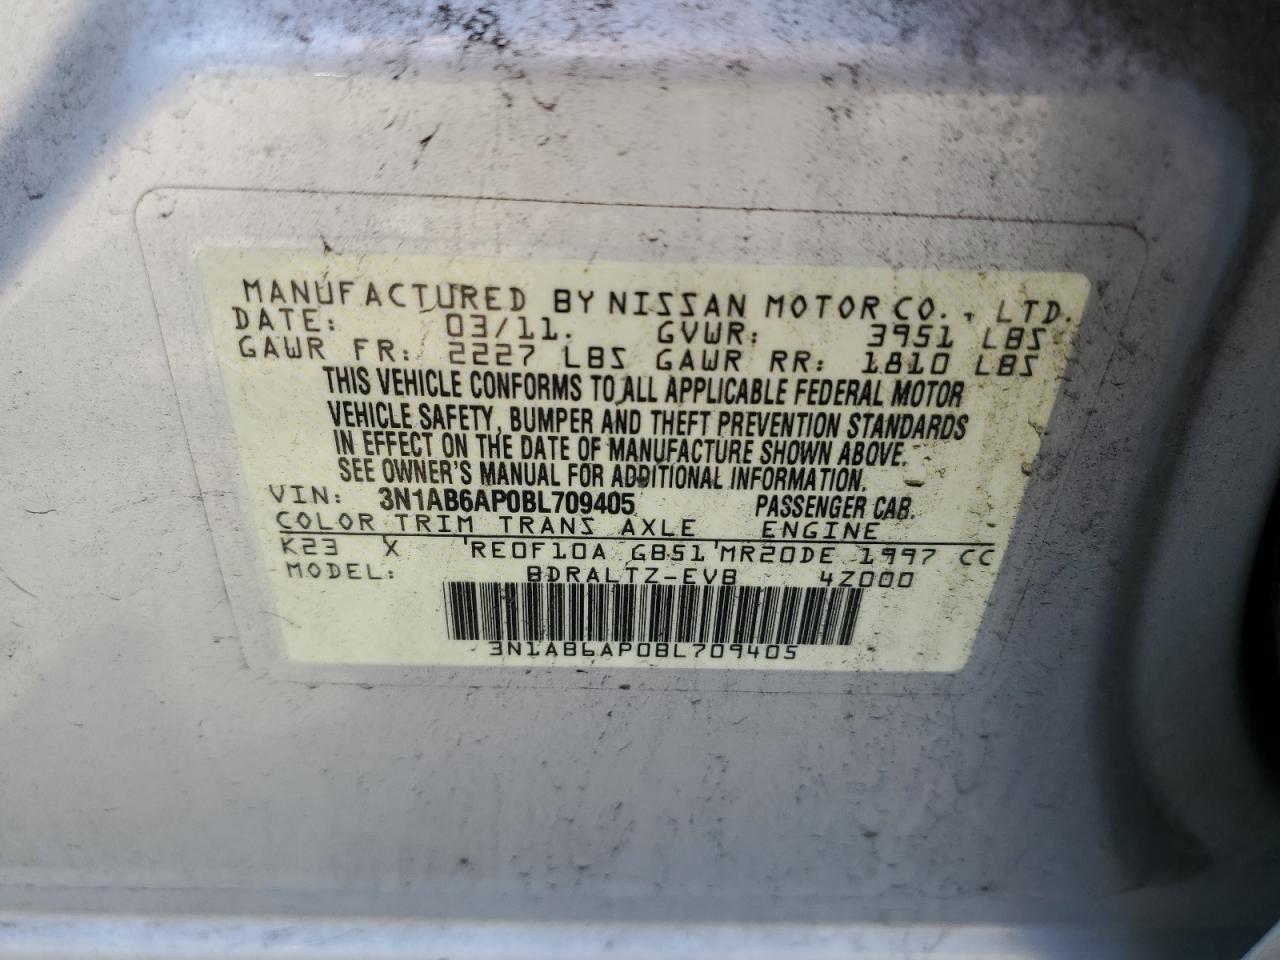 MANUFACTURED BY NISSAN MOTOR CO., LTD.
DATE: 03/11. GVWR: 3951 LBS
GAWR FR: 2227 LBS GAWR RR: 1810 LBS
THIS VEHICLE CONFORMS TO ALL APPLICABLE FEDERAL MOTOR
VEHICLE SAFETY, BUMPER AND THEFT PREVENTION STANDARDS
IN EFFECT ON THE DATE OF MANUFACTURE SHOWN ABOVE.
SEE OWNER'S MANUAL FOR ADDITIONAL INFORMATION.
VIN: 3N1AB6AP0BL709405 PASSENGER CAR.
COLOR TRIM TRANS AXLE ENGINE
K23 X RE0F10A GB51 MR20DE 1997 CC
MODEL: BDRALTZ-EVB 4Z000
3N1AB6AP0BL709405